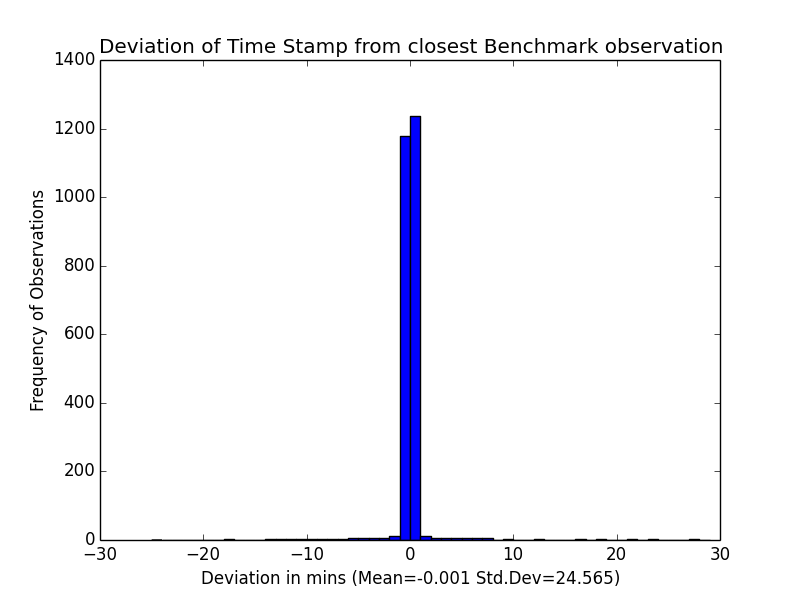 Deviation of Time Stamp from closest Benchmark observation
1400
1200
1000
800
600
400
200
0
Frequency of Observations
−30 −20 −10 0 10 20 30
Deviation in mins (Mean=-0.001 Std.Dev=24.565)